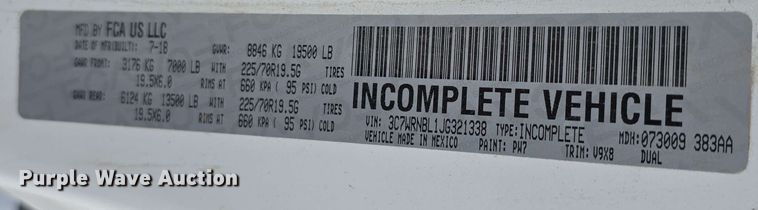 MFD BY FCA US LLC
DATE OF MFR(BUILT): 7-18 GVWR: 8846 KG 19500 LB
GAWR FRONT: 3176 KG 7000 LB WITH 225/70R19.5G TIRES
19.5X6.0 RIMS AT 660 KPA ( 95 PSI) COLD
GAWR REAR: 6124 KG 13500 LB WITH 225/70R19.5G TIRES
19.5X6.0 RIMS AT 660 KPA ( 95 PSI) COLD
INCOMPLETE VEHICLE
VIN: 3C7WRNBL1JG321338 TYPE: INCOMPLETE MDH: 073009 383AA
VEHICLE MADE IN MEXICO PAINT: PW7 TRIM: V9X8 DUAL
Purple Wave Auction